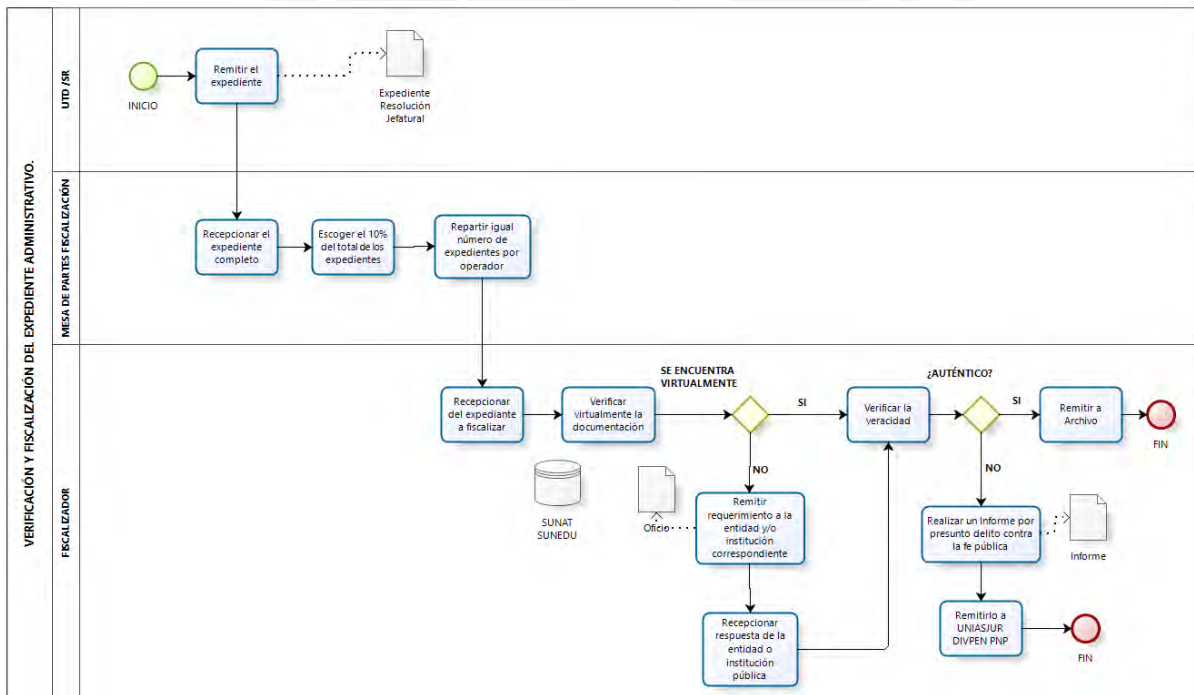 VERIFICACIÓN Y FISCALIZACIÓN DEL EXPEDIENTE ADMINISTRATIVO.
UTD /SR
INICIO
Remitir el
expediente
Expediente
Resolución
Jefatural
MESA DE PARTES FISCALIZACIÓN
Recepcionar el
expediente
completo
Escoger el 10%
del total de los
expedientes
Repartir igual
número de
expedientes por
operador
FISCALIZADOR
Recepcionar
del expediante
a fiscalizar
Verificar
virtualmente la
documentación
SUNAT
SUNEDU
SE ENCUENTRA
VIRTUALMENTE
SI
NO
Oficio
Remitir
requerimiento a la
entidad y/o
institución
correspondiente
Recepcionar
respuesta de la
entidad o
institución
pública
Verificar la
veracidad
¿AUTÉNTICO?
SI
Remitir a
Archivo
FIN
NO
Realizar un Informe por
presunto delito contra
la fe pública
Informe
Remitirlo a
UNIASJUR
DIVPEN PNP
FIN